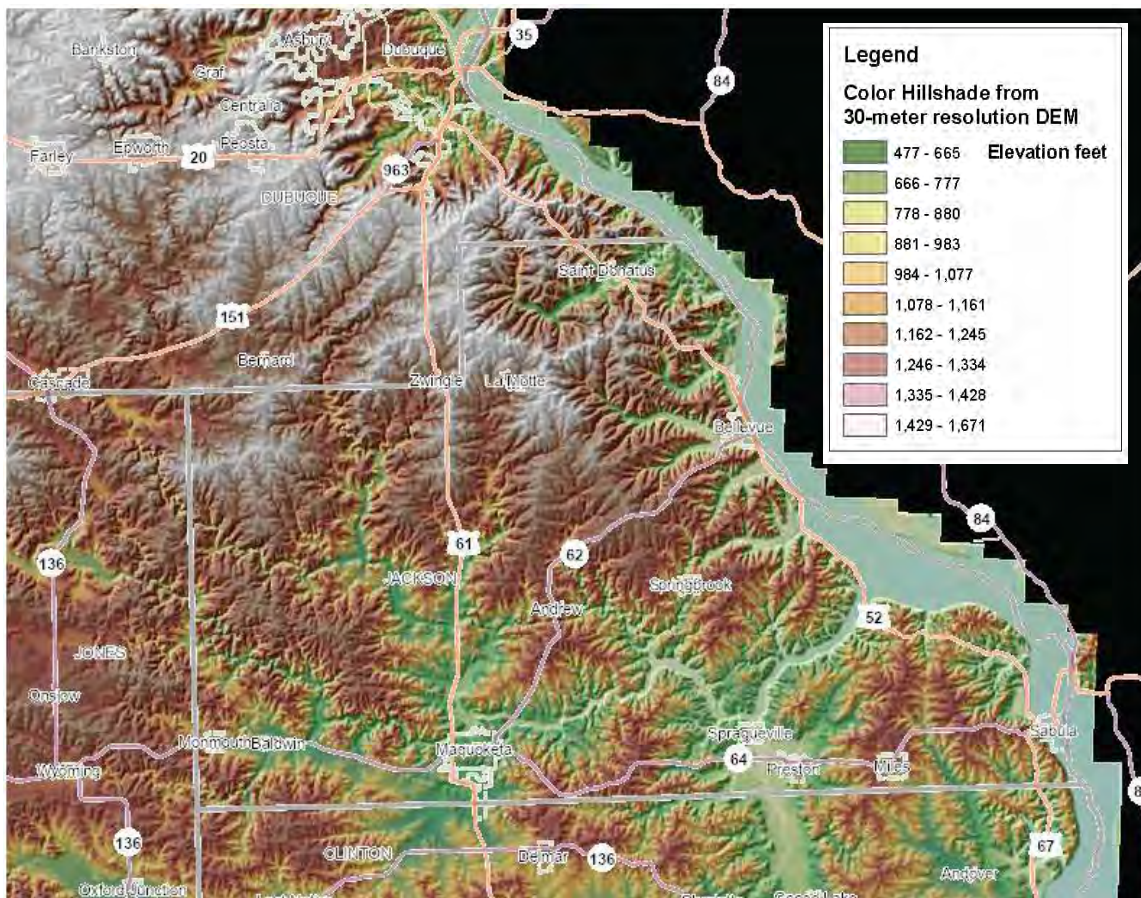 35
Bankston
Asbury
Dubuque
Graf
84
Centralia
Farley
Epworth
20
Peosta
963
DUBUQUE
Saint Donatus
151
Bernard
Cascade
Zwingle
La Motte
Bellevue
84
136
61
62
JACKSON
Springbrook
Andrew
52
JONES
Onslow
Spragueville
Sabula
Monmouth
Baldwin
Maquoketa
64
Preston
Miles
Wyoming
136
CLINTON
Delmar
136
67
Andover
Oxford Junction
Legend
Color Hillshade from
30-meter resolution DEM
477 - 665 Elevation feet
666 - 777
778 - 880
881 - 983
984 - 1,077
1,078 - 1,161
1,162 - 1,245
1,246 - 1,334
1,335 - 1,428
1,429 - 1,671